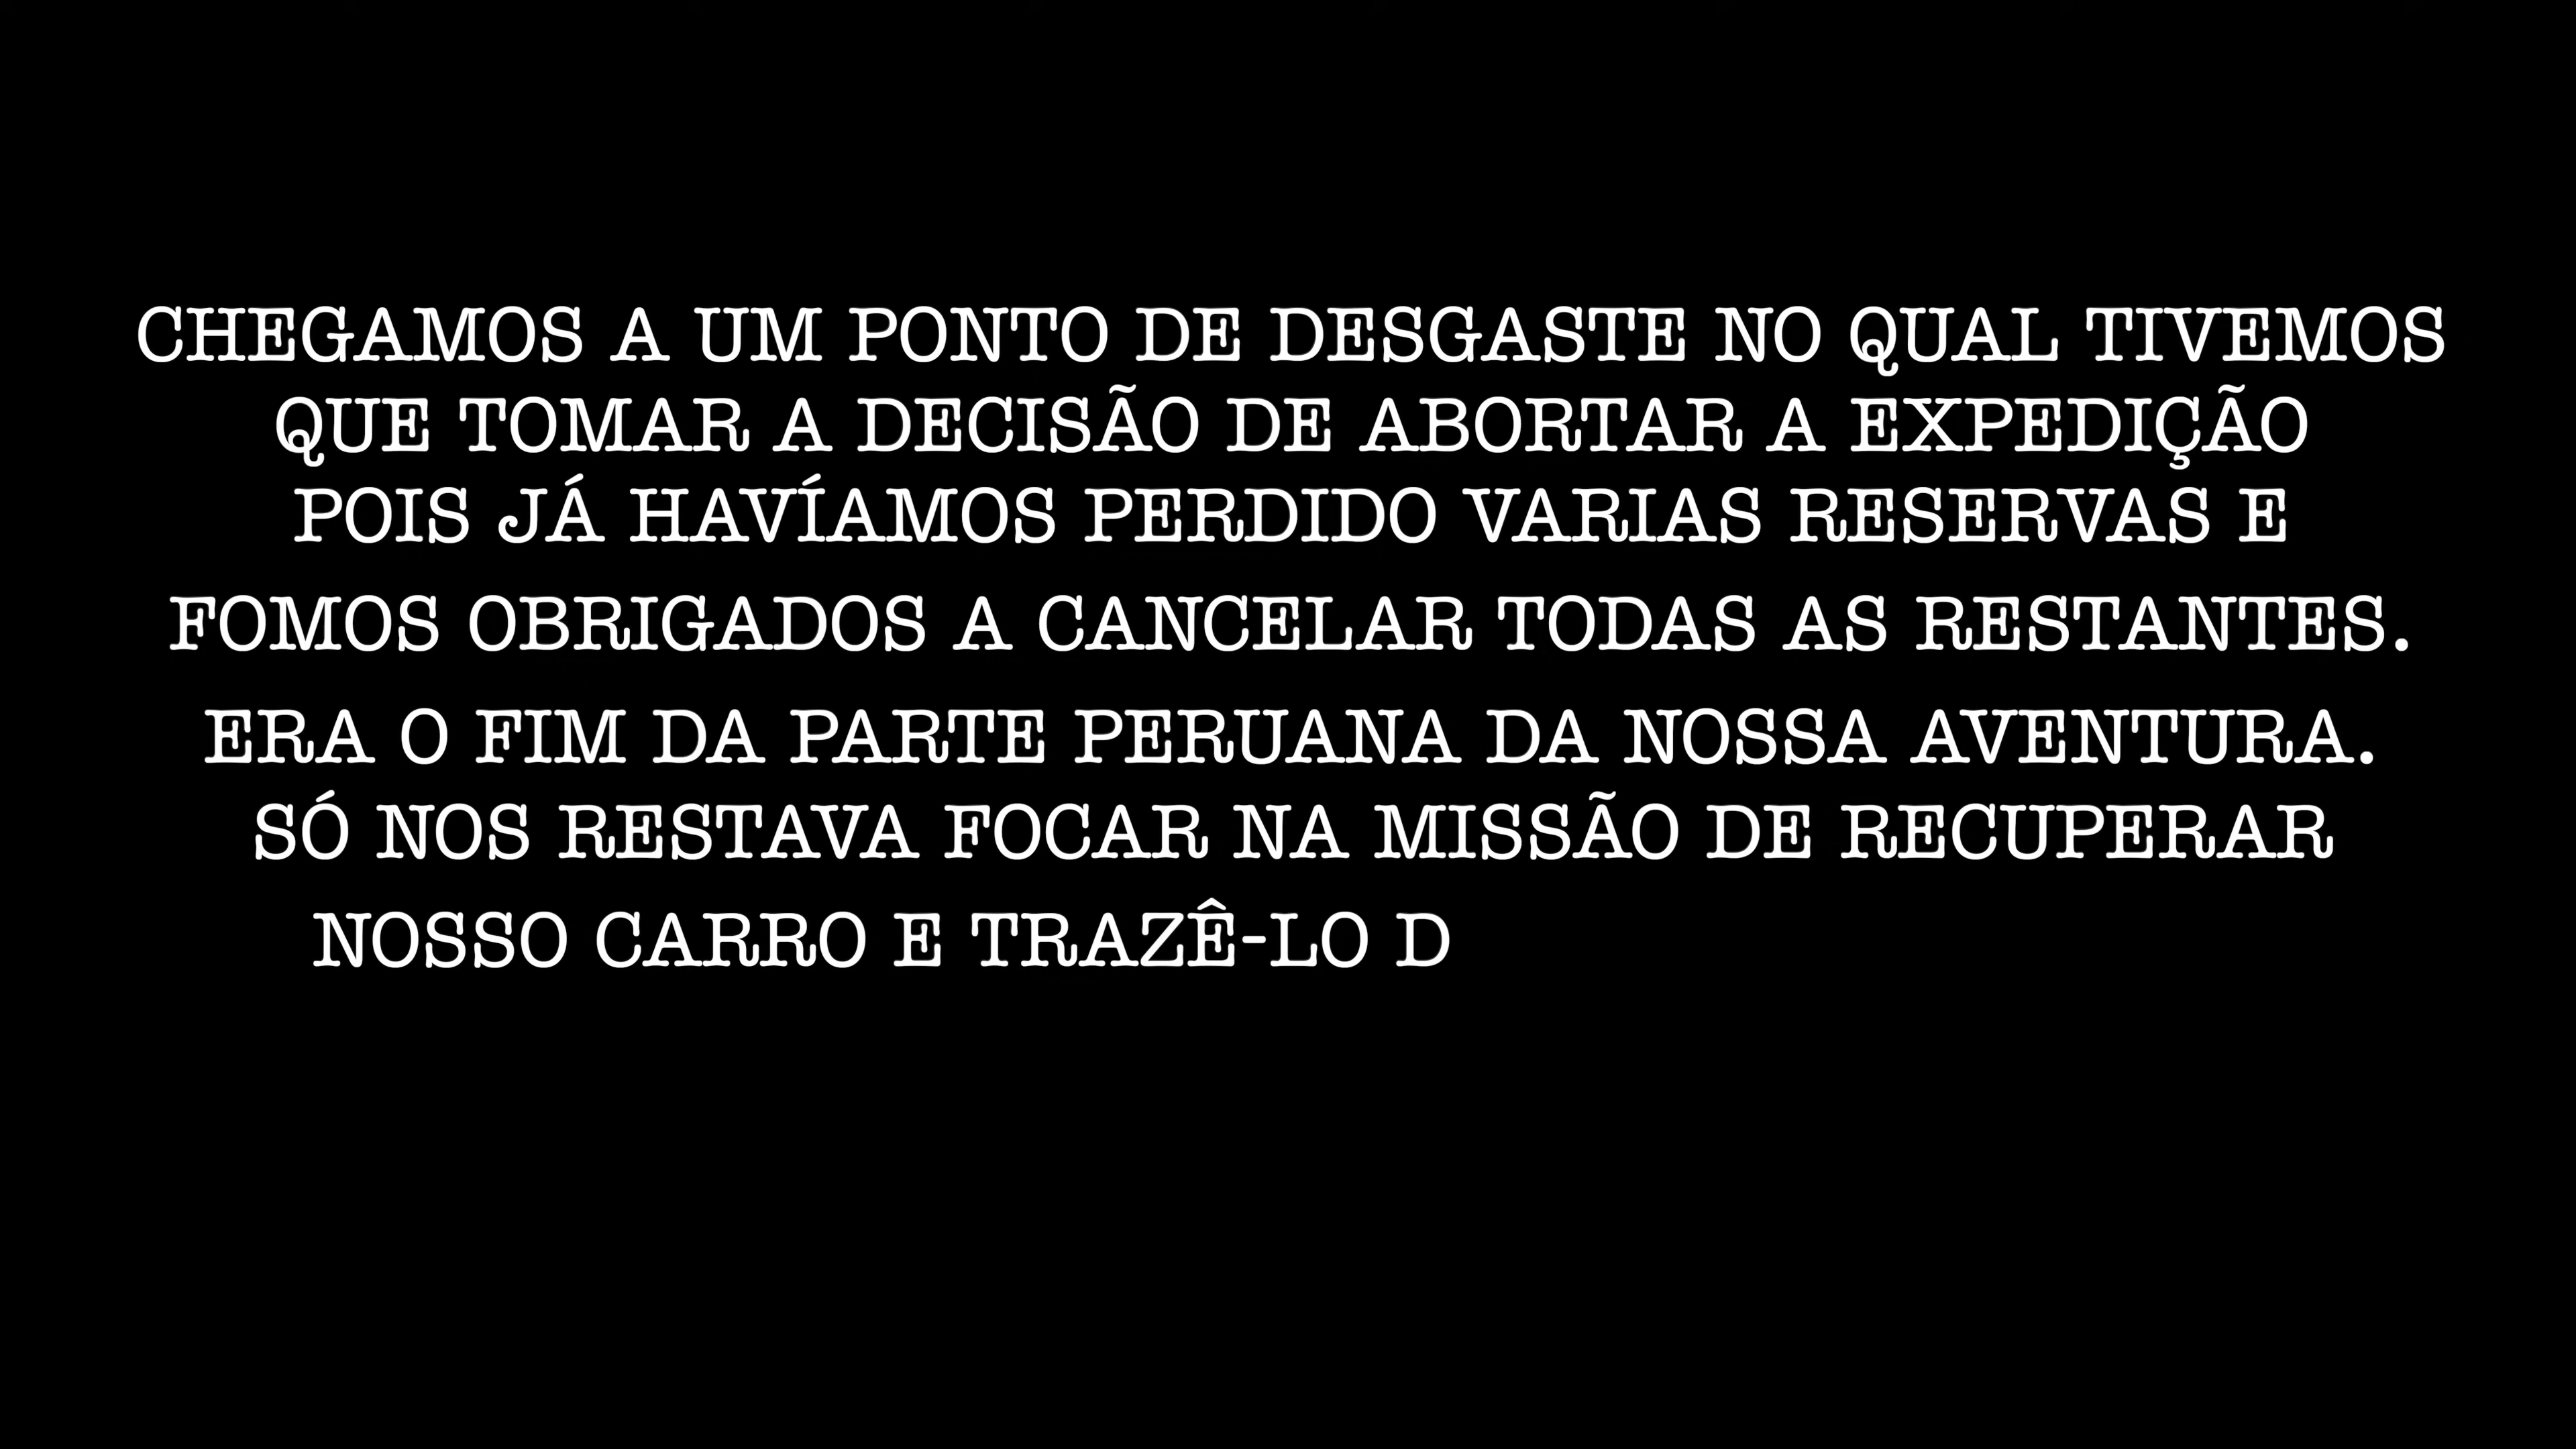 CHEGAMOS A UM PONTO DE DESGASTE NO QUAL TIVEMOS
QUE TOMAR A DECISÃO DE ABORTAR A EXPEDIÇÃO
POIS JÁ HAVÍAMOS PERDIDO VARIAS RESERVAS E
FOMOS OBRIGADOS A CANCELAR TODAS AS RESTANTES.
ERA O FIM DA PARTE PERUANA DA NOSSA AVENTURA.
SÓ NOS RESTAVA FOCAR NA MISSÃO DE RECUPERAR
NOSSO CARRO E TRAZÊ-LO D